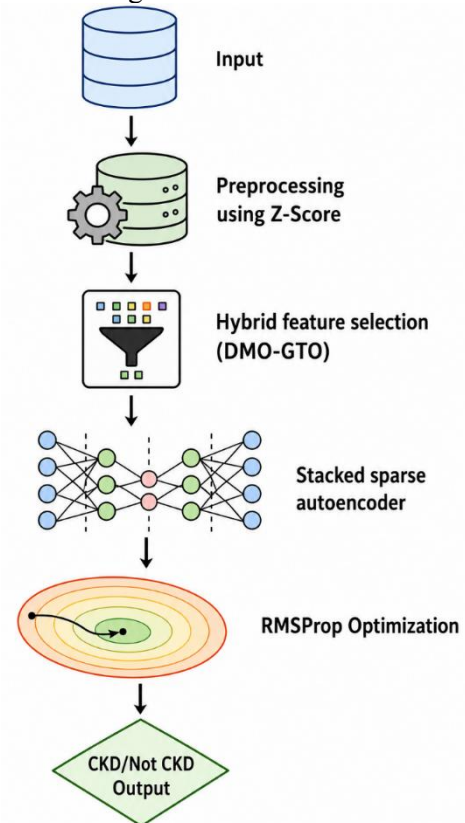 Input
Preprocessing
using Z-Score
Hybrid feature selection
(DMO-GTO)
Stacked sparse
autoencoder
RMSProp Optimization
CKD/Not CKD
Output